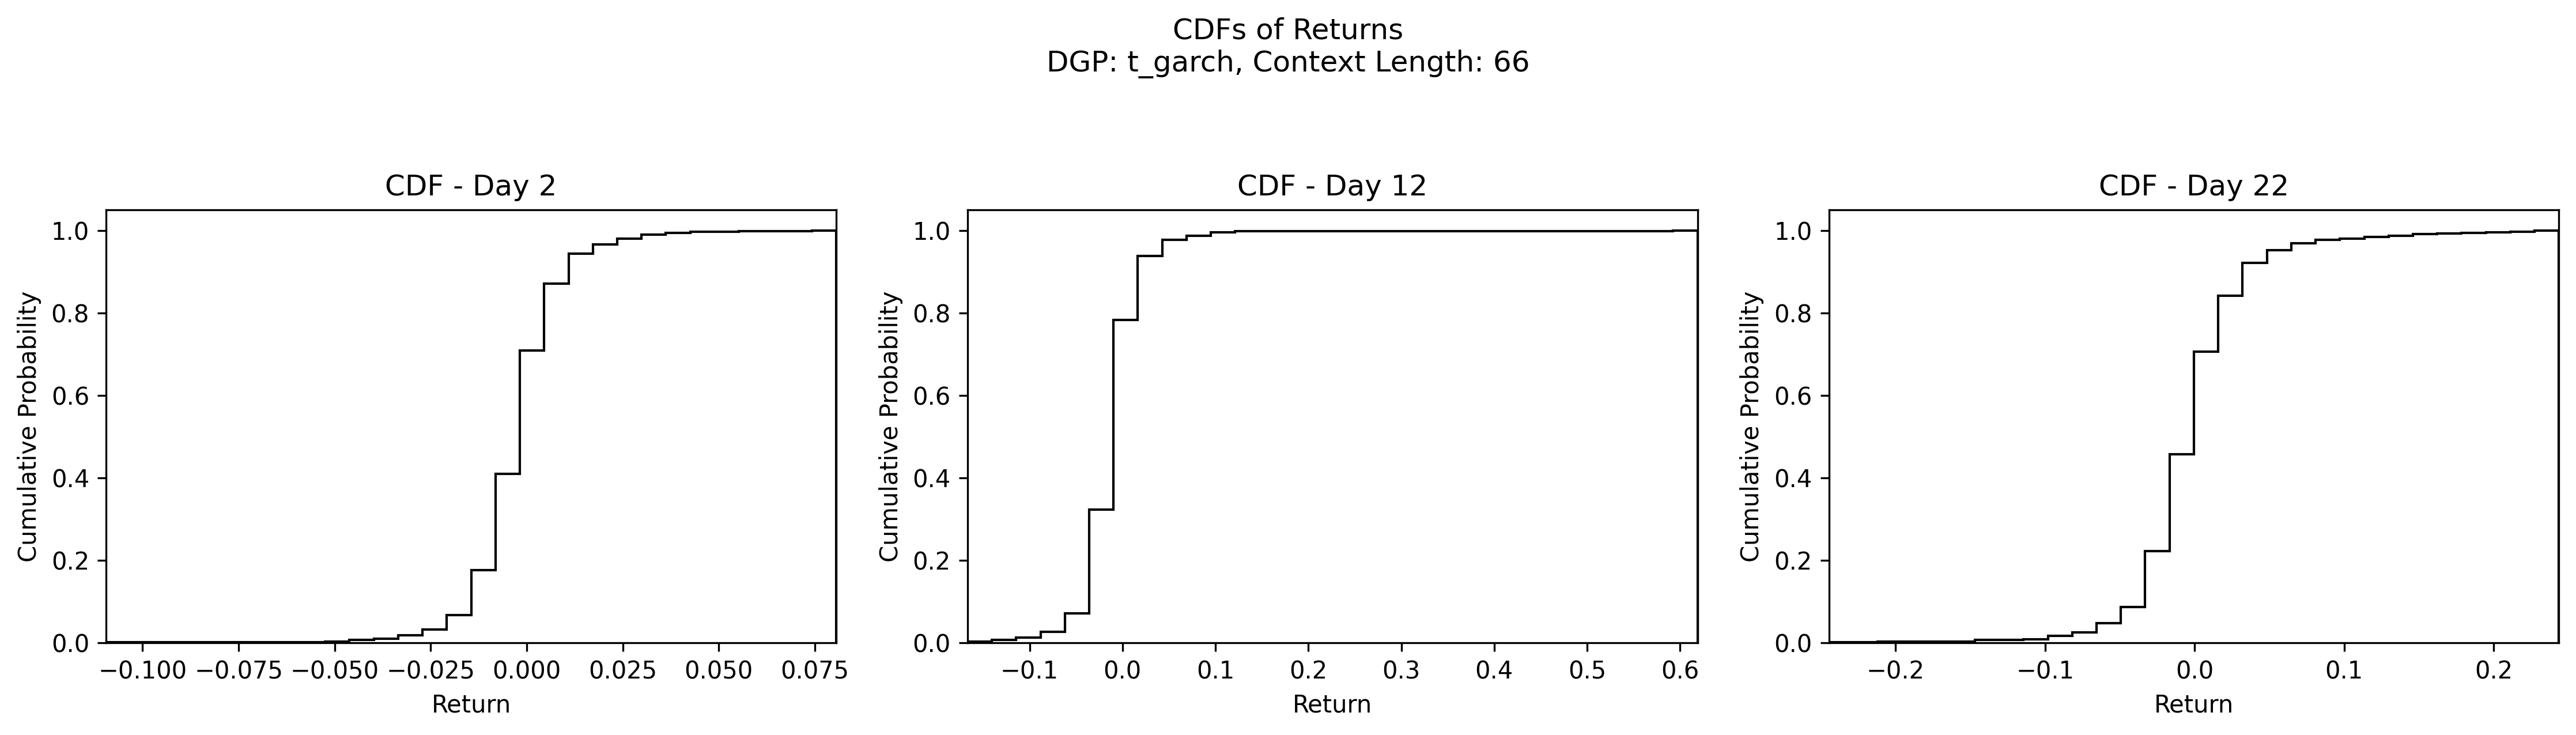 CDFs of Returns
DGP: t_garch, Context Length: 66
CDF - Day 2
1.0
0.8
0.6
0.4
0.2
0.0
Cumulative Probability
−0.100 −0.075 −0.050 −0.025 0.000 0.025 0.050 0.075
Return
CDF - Day 12
1.0
0.8
0.6
0.4
0.2
0.0
Cumulative Probability
−0.1 0.0 0.1 0.2 0.3 0.4 0.5 0.6
Return
CDF - Day 22
1.0
0.8
0.6
0.4
0.2
0.0
Cumulative Probability
−0.2 −0.1 0.0 0.1 0.2
Return